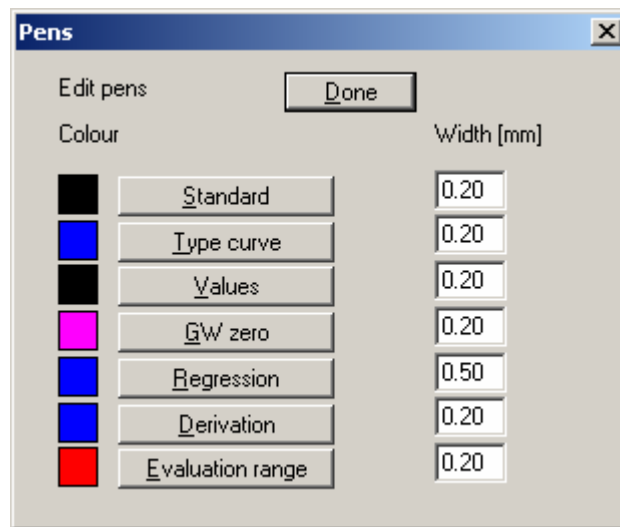 Pens
Edit pens Done
Colour Width [mm]
Standard 0.20
Type curve 0.20
Values 0.20
GW zero 0.20
Regression 0.50
Derivation 0.20
Evaluation range 0.20